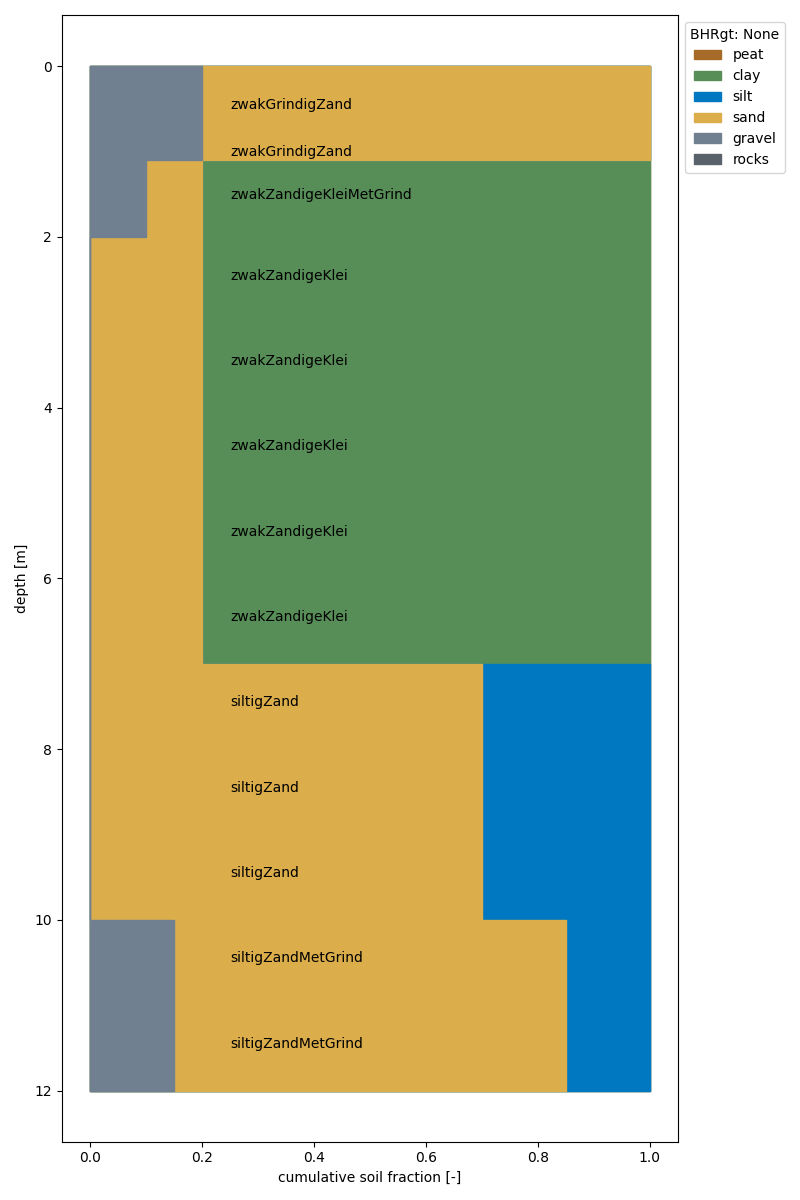 BHRgt: None
peat
clay
silt
sand
gravel
rocks
0
2
4
6
8
10
12
depth [m]
zwakGrindigZand
zwakGrindigZand
zwakZandigeKleiMetGrind
zwakZandigeKlei
zwakZandigeKlei
zwakZandigeKlei
zwakZandigeKlei
zwakZandigeKlei
siltigZand
siltigZand
siltigZand
siltigZandMetGrind
siltigZandMetGrind
0.0 0.2 0.4 0.6 0.8 1.0
cumulative soil fraction [-]